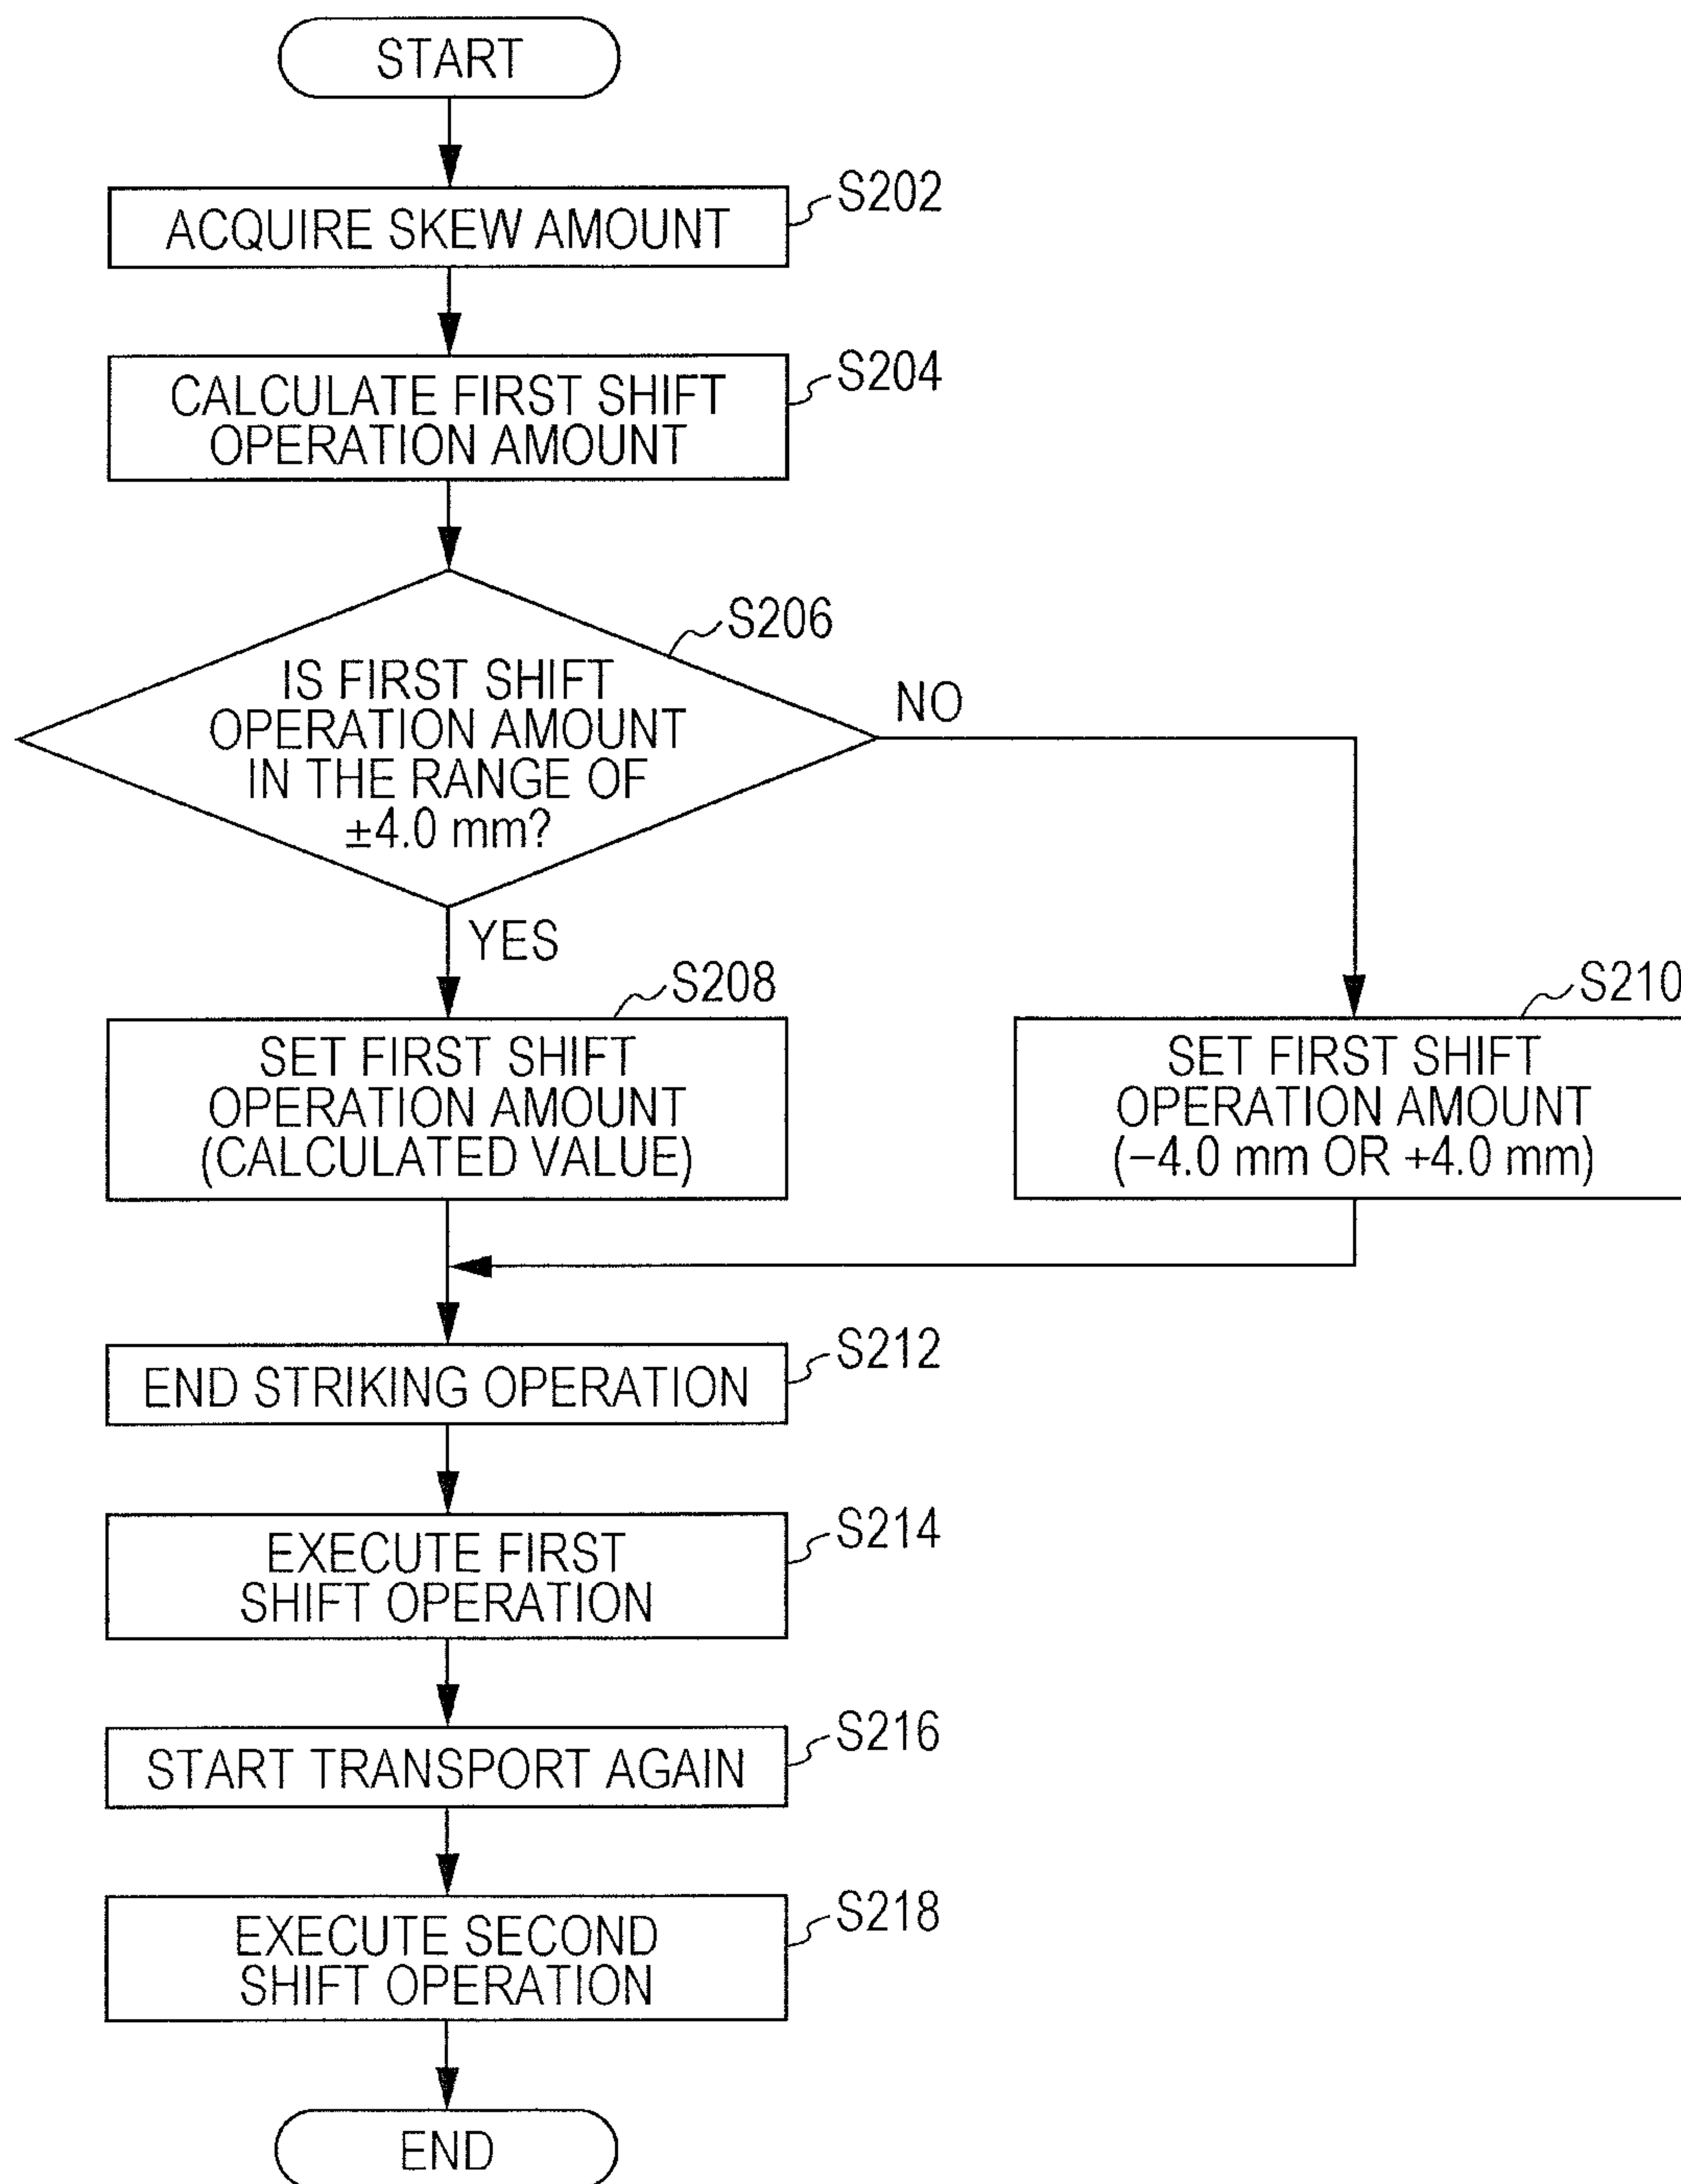 START
ACQUIRE SKEW AMOUNT
S202
CALCULATE FIRST SHIFT
OPERATION AMOUNT
S204
S206
IS FIRST SHIFT
OPERATION AMOUNT
IN THE RANGE OF
±4.0 mm?
NO
YES
S208
SET FIRST SHIFT
OPERATION AMOUNT
(CALCULATED VALUE)
S210
SET FIRST SHIFT
OPERATION AMOUNT
(−4.0 mm OR +4.0 mm)
END STRIKING OPERATION
S212
EXECUTE FIRST
SHIFT OPERATION
S214
START TRANSPORT AGAIN
S216
EXECUTE SECOND
SHIFT OPERATION
S218
END